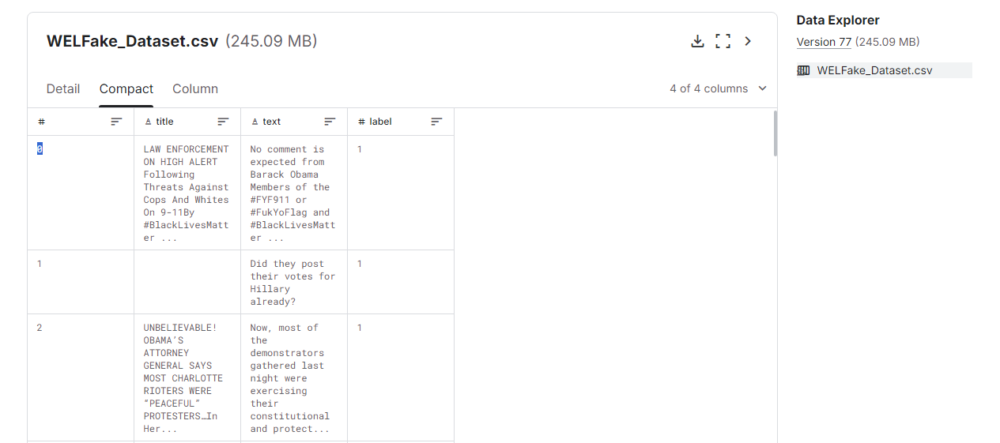 WELFake_Dataset.csv (245.09 MB)
Data Explorer
Version 77 (245.09 MB)
WELFake_Dataset.csv
Detail Compact Column
4 of 4 columns
# title text # label
0
LAW ENFORCEMENT
ON HIGH ALERT
Following
Threats Against
Cops And Whites
On 9-11By
#BlackLivesMatt
er ...
No comment is
expected from
Barack Obama
Members of the
#FYF911 or
#FukYoFlag and
#BlackLivesMatt
er ...
1
1
Did they post
their votes for
Hillary
already?
1
2
UNBELIEVABLE!
OBAMA’S
ATTORNEY
GENERAL SAYS
MOST CHARLOTTE
RIOTERS WERE
“PEACEFUL”
PROTESTERS…In
Her...
Now, most of
the
demonstrators
gathered last
night were
exercising
their
constitutional
and protect...
1